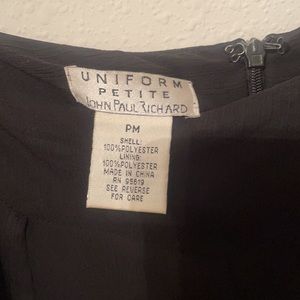 UNIFORM
PETITE
JOHN PAUL RICHARD
PM
SHELL:
100%POLYESTER
LINING:
100%POLYESTER
MADE IN CHINA
RN 95619
SEE REVERSE
FOR CARE